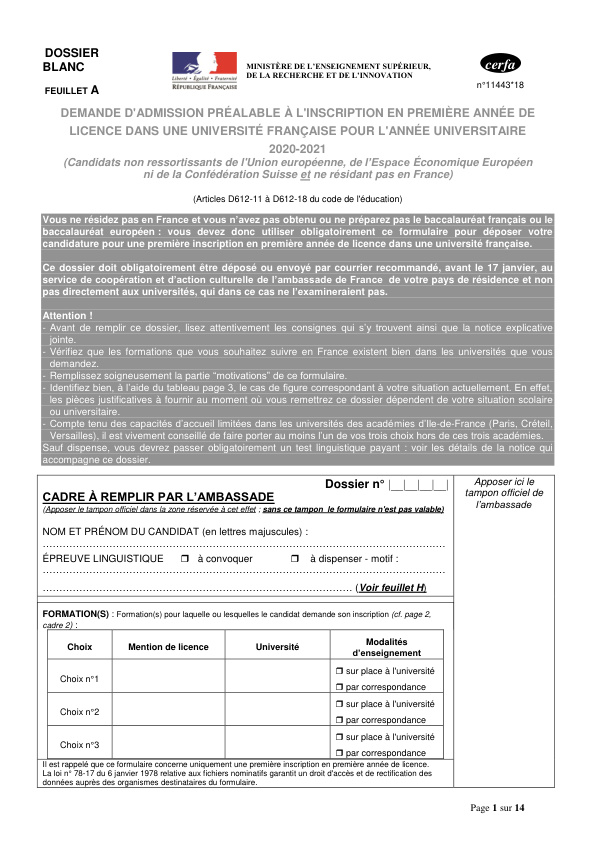 DOSSIER
BLANC
FEUILLET A
Liberté • Égalité • Fraternité
RÉPUBLIQUE FRANÇAISE
MINISTÈRE DE L'ENSEIGNEMENT SUPÉRIEUR,
DE LA RECHERCHE ET DE L'INNOVATION
cerfa
n°11443*18
DEMANDE D'ADMISSION PRÉALABLE À L'INSCRIPTION EN PREMIÈRE ANNÉE DE
LICENCE DANS UNE UNIVERSITÉ FRANÇAISE POUR L'ANNÉE UNIVERSITAIRE
2020-2021
(Candidats non ressortissants de l'Union européenne, de l'Espace Économique Européen
ni de la Confédération Suisse et ne résidant pas en France)
(Articles D612-11 à D612-18 du code de l'éducation)
Vous ne résidez pas en France et vous n'avez pas obtenu ou ne préparez pas le baccalauréat français ou le
baccalauréat européen : vous devez donc utiliser obligatoirement ce formulaire pour déposer votre
candidature pour une première inscription en première année de licence dans une université française.
Ce dossier doit obligatoirement être déposé ou envoyé par courrier recommandé, avant le 17 janvier, au
service de coopération et d'action culturelle de l'ambassade de France de votre pays de résidence et non
pas directement aux universités, qui dans ce cas ne l'examineraient pas.
Attention !
- Avant de remplir ce dossier, lisez attentivement les consignes qui s'y trouvent ainsi que la notice explicative
jointe.
- Vérifiez que les formations que vous souhaitez suivre en France existent bien dans les universités que vous
demandez.
- Remplissez soigneusement la partie "motivations" de ce formulaire.
- Identifiez bien, à l'aide du tableau page 3, le cas de figure correspondant à votre situation actuellement. En effet,
les pièces justificatives à fournir au moment où vous remettrez ce dossier dépendent de votre situation scolaire
ou universitaire.
- Compte tenu des capacités d'accueil limitées dans les universités des académies d'Ile-de-France (Paris, Créteil,
Versailles), il est vivement conseillé de faire porter au moins l'un de vos trois choix hors de ces trois académies.
Sauf dispense, vous devrez passer obligatoirement un test linguistique payant : voir les détails de la notice qui
accompagne ce dossier.
Dossier n° |__|__|__|__|
CADRE À REMPLIR PAR L'AMBASSADE
(Apposer le tampon officiel dans la zone réservée à cet effet ; sans ce tampon le formulaire n'est pas valable)
Apposer ici le
tampon officiel de
l'ambassade
NOM ET PRÉNOM DU CANDIDAT (en lettres majuscules) :
ÉPREUVE LINGUISTIQUE ❒ à convoquer ❒ à dispenser - motif :
(Voir feuillet H)
FORMATION(S) : Formation(s) pour laquelle ou lesquelles le candidat demande son inscription (cf. page 2,
cadre 2) :
Choix Mention de licence Université Modalités
d'enseignement
Choix n°1
❒ sur place à l'université
❒ par correspondance
Choix n°2
❒ sur place à l'université
❒ par correspondance
Choix n°3
❒ sur place à l'université
❒ par correspondance
Il est rappelé que ce formulaire concerne uniquement une première inscription en première année de licence.
La loi n° 78-17 du 6 janvier 1978 relative aux fichiers nominatifs garantit un droit d'accès et de rectification des
données auprès des organismes destinataires du formulaire.
Page 1 sur 14